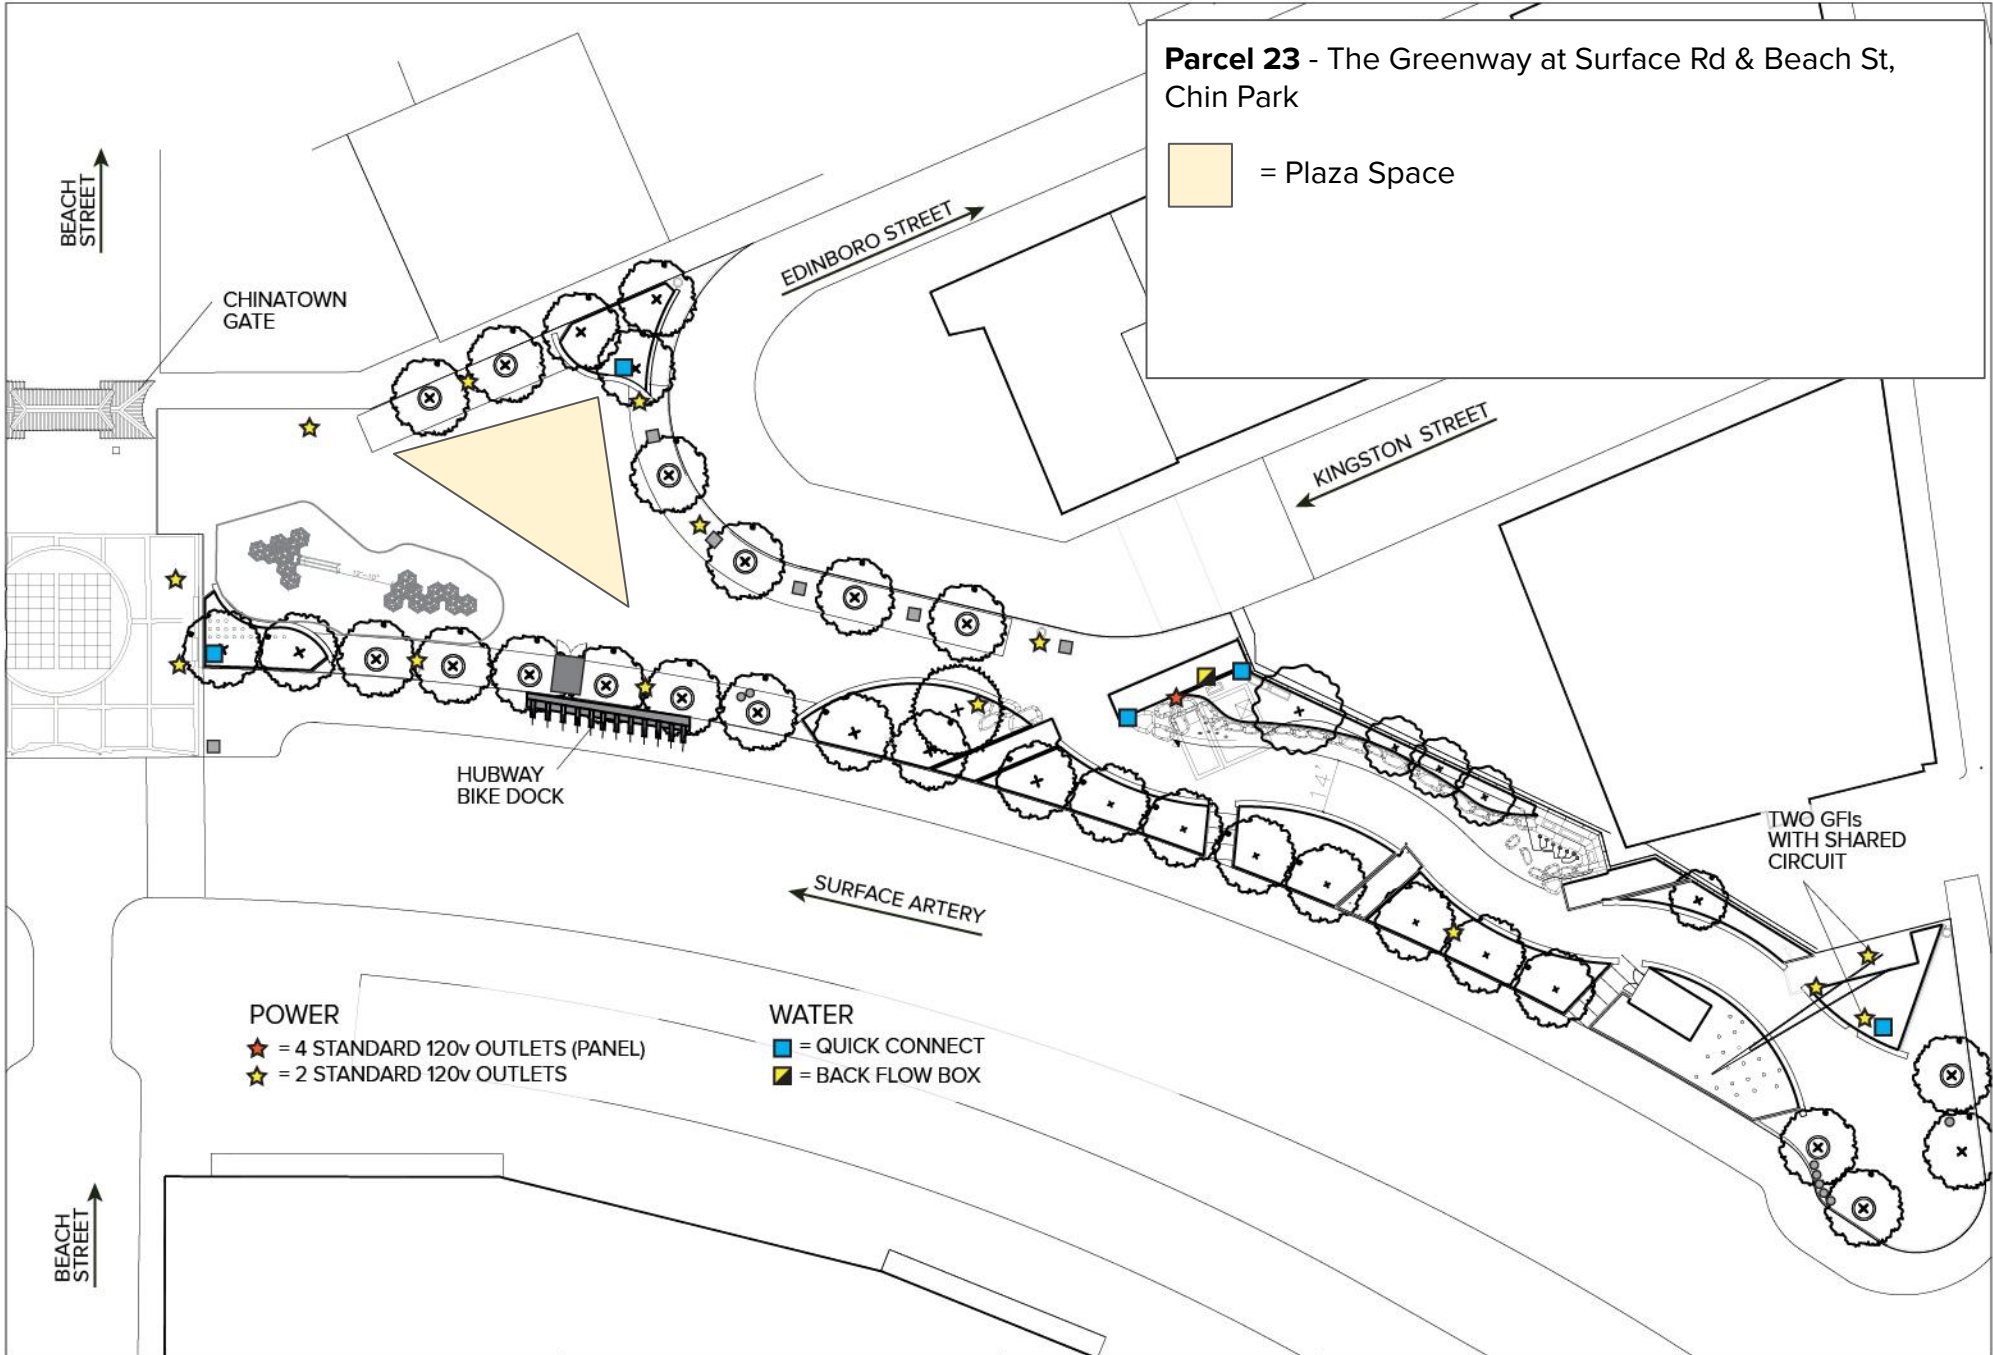 Parcel 23 - The Greenway at Surface Rd & Beach St,
Chin Park
= Plaza Space
BEACH
STREET
EDINBORO STREET
CHINATOWN
GATE
KINGSTON STREET
HUBWAY
BIKE DOCK
14'
TWO GFIs
WITH SHARED
CIRCUIT
SURFACE ARTERY
POWER
= 4 STANDARD 120v OUTLETS (PANEL)
= 2 STANDARD 120v OUTLETS
WATER
= QUICK CONNECT
= BACK FLOW BOX
BEACH
STREET